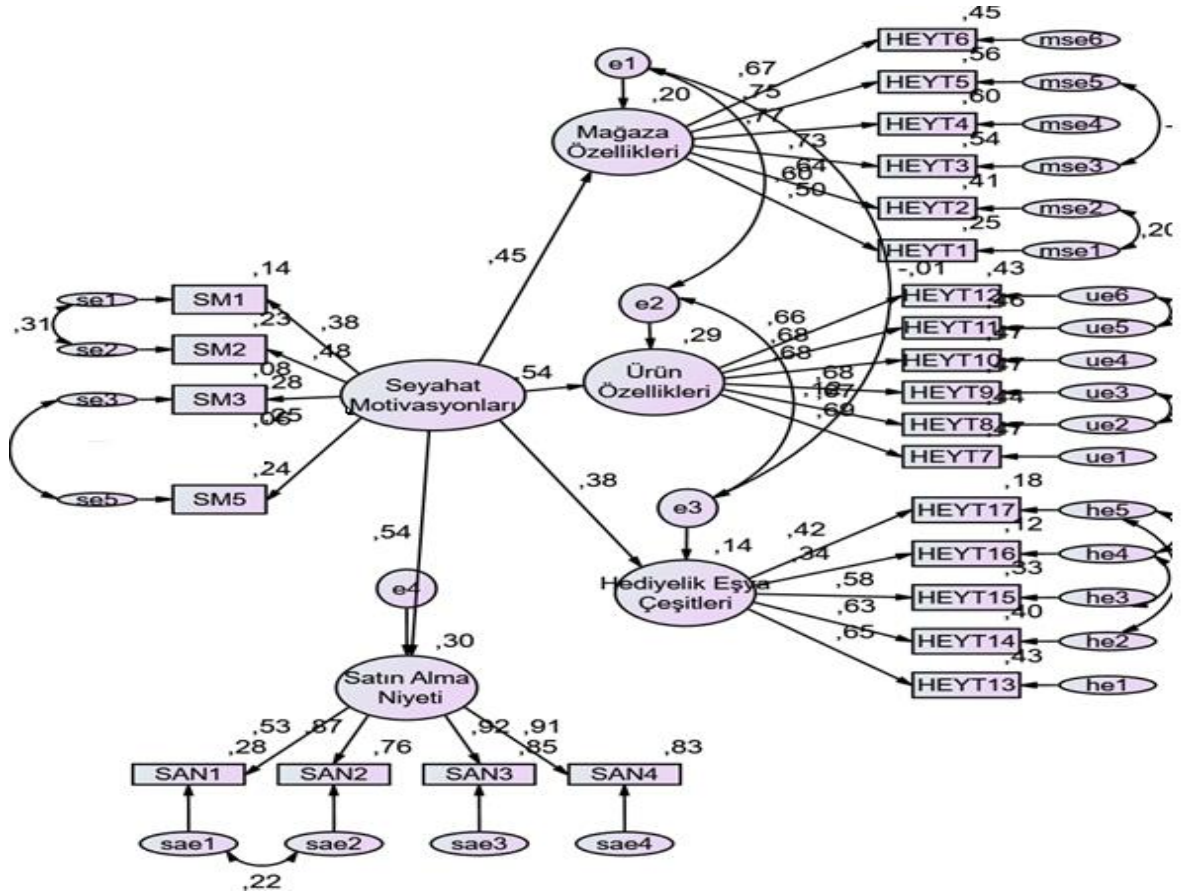 ,45
HEYT6
mse6
e1
,67
,56
HEYT5
mse5
,20
,75
,60
HEYT4
mse4
,77
Mağaza
Özellikleri
,73
,54
HEYT3
mse3
,64
,60
,41
HEYT2
mse2
,50
,25
HEYT1
mse1
,20
,45
-,01
,43
,14
se1
SM1
e2
HEYT12
ue6
,31
,23
,38
,66
,46
HEYT11
ue5
se2
SM2
,48
,29
,68
,47
,08
,68
HEYT10
ue4
,28
Seyahat
Motivasyonları
,54
Ürün
Özellikleri
,68
HEYT9
ue3
se3
SM3
,67
,44
,69
HEYT8
ue2
,47
HEYT7
ue1
,24
se5
SM5
,38
,18
e3
HEYT17
he5
,54
,14
,42
,12
,34
HEYT16
he4
e4
Hediyelik Eşya
Çeşitleri
,58
,33
HEYT15
he3
,63
,40
,30
,65
HEYT14
he2
,43
Satın Alma
Niyeti
HEYT13
he1
,53
,87
,92
,91
,28
,76
,85
,83
SAN1
SAN2
SAN3
SAN4
sae1
sae2
sae3
sae4
,22